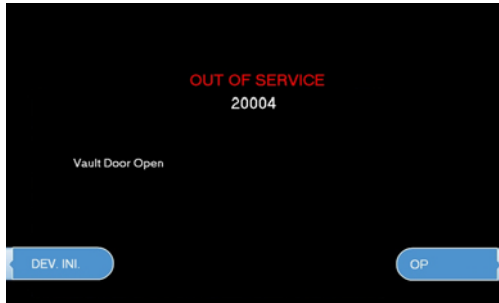 OUT OF SERVICE
20004
Vault Door Open
DEV. INI.
OP